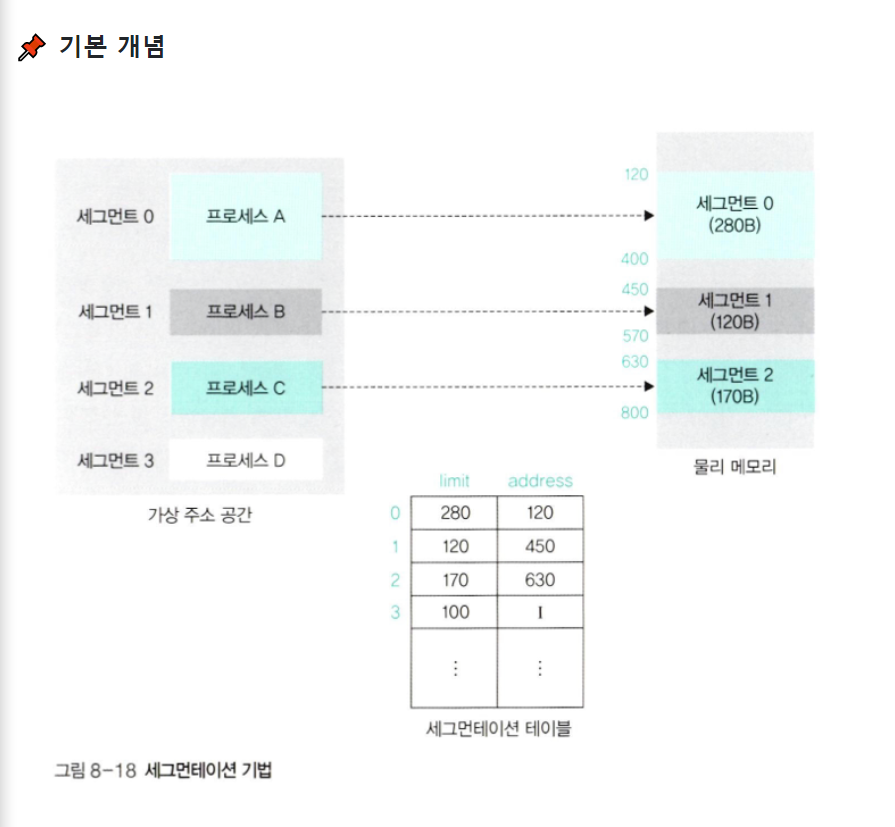 기본 개념
120
세그먼트 0 프로세스 A 세그먼트 0
(280B)
400
450
세그먼트 1 프로세스 B 세그먼트 1
(120B)
570
630
세그먼트 2 프로세스 C 세그먼트 2
(170B)
800
세그먼트 3 프로세스 D
물리 메모리
가상 주소 공간
limit address
0 280 120
1 120 450
2 170 630
3 100 I
⋮ ⋮
세그먼테이션 테이블
그림 8-18 세그먼테이션 기법